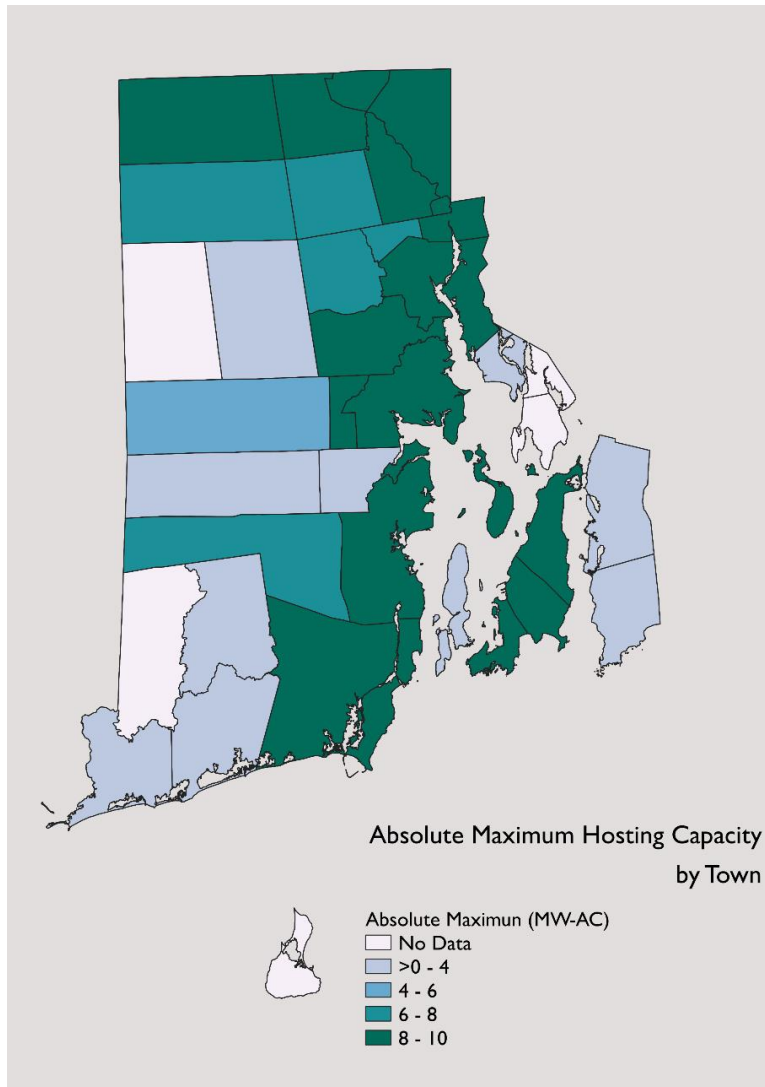 Absolute Maximum Hosting Capacity
by Town
Absolute Maximun (MW-AC)
No Data
>0 - 4
4 - 6
6 - 8
8 - 10